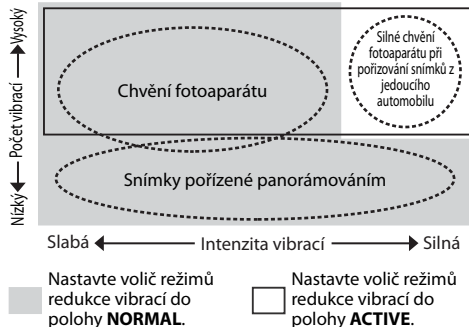 Vysoký
Počet vibrací
Nízký
Chvění fotoaparátu
Silné chvění
fotoaparátu při
pořizování snímků z
jedoucího
automobilu
Snímky pořízené panorámováním
Slabá
Intenzita vibrací
Silná
Nastavte volič režimů
redukce vibrací do
polohy NORMAL.
Nastavte volič režimů
redukce vibrací do
polohy ACTIVE.